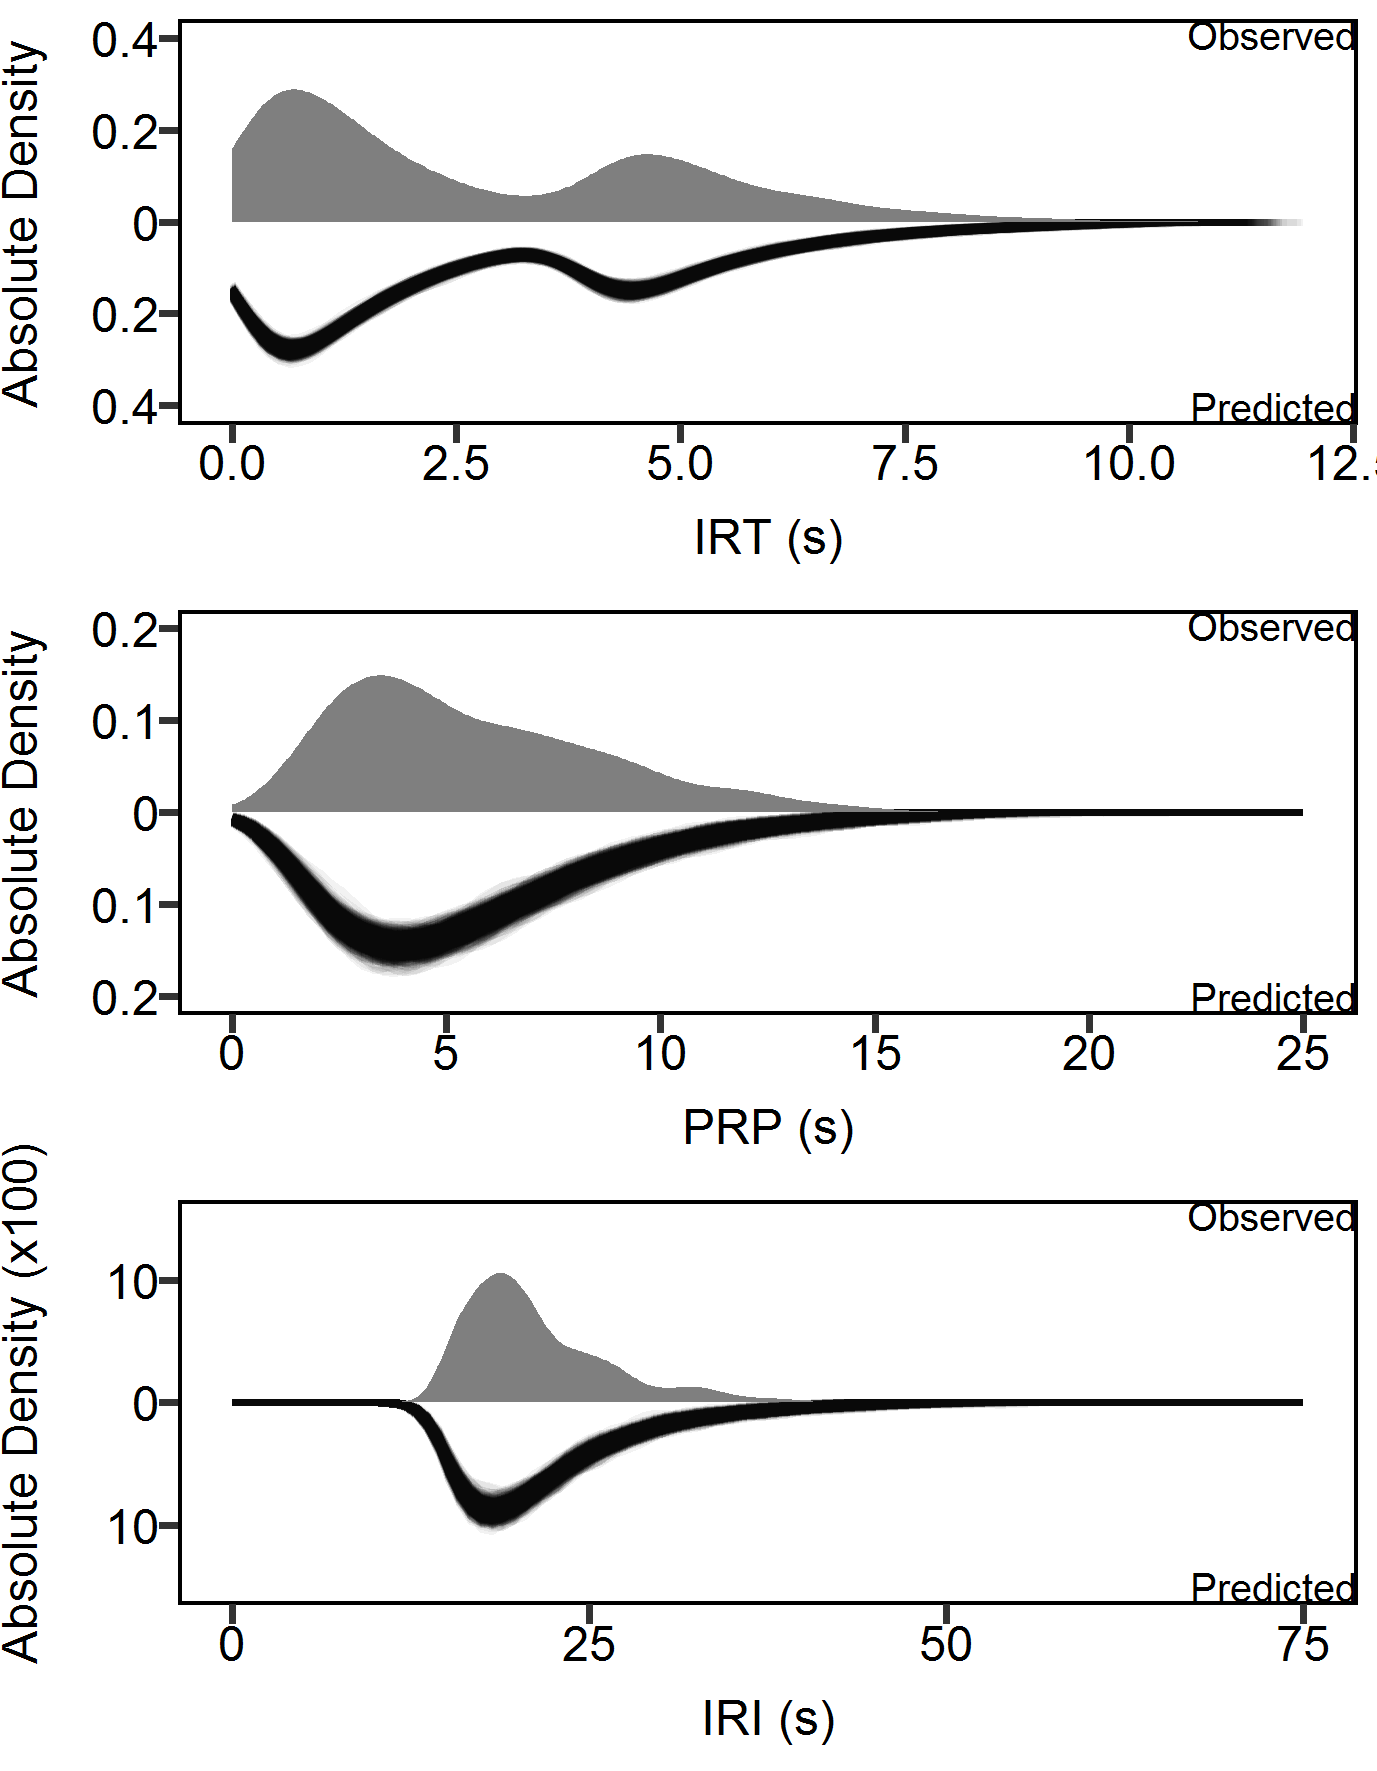 Absolute Density
0.4
0.2
0
0.2
0.4
Observed
Predicted
0.0 2.5 5.0 7.5 10.0 12.5
IRT (s)
Absolute Density
0.2
0.1
0
0.1
0.2
Observed
Predicted
0 5 10 15 20 25
PRP (s)
Absolute Density (x100)
10
0
10
Observed
Predicted
0 25 50 75
IRI (s)